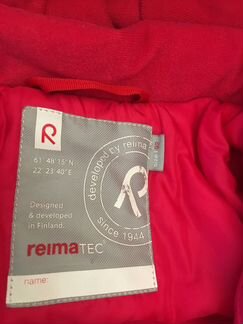 R
61° 48'15"N
22° 23'40"E
developed by reima
since 1944
Designed
& developed
in Finland.
reimaTEC
name: